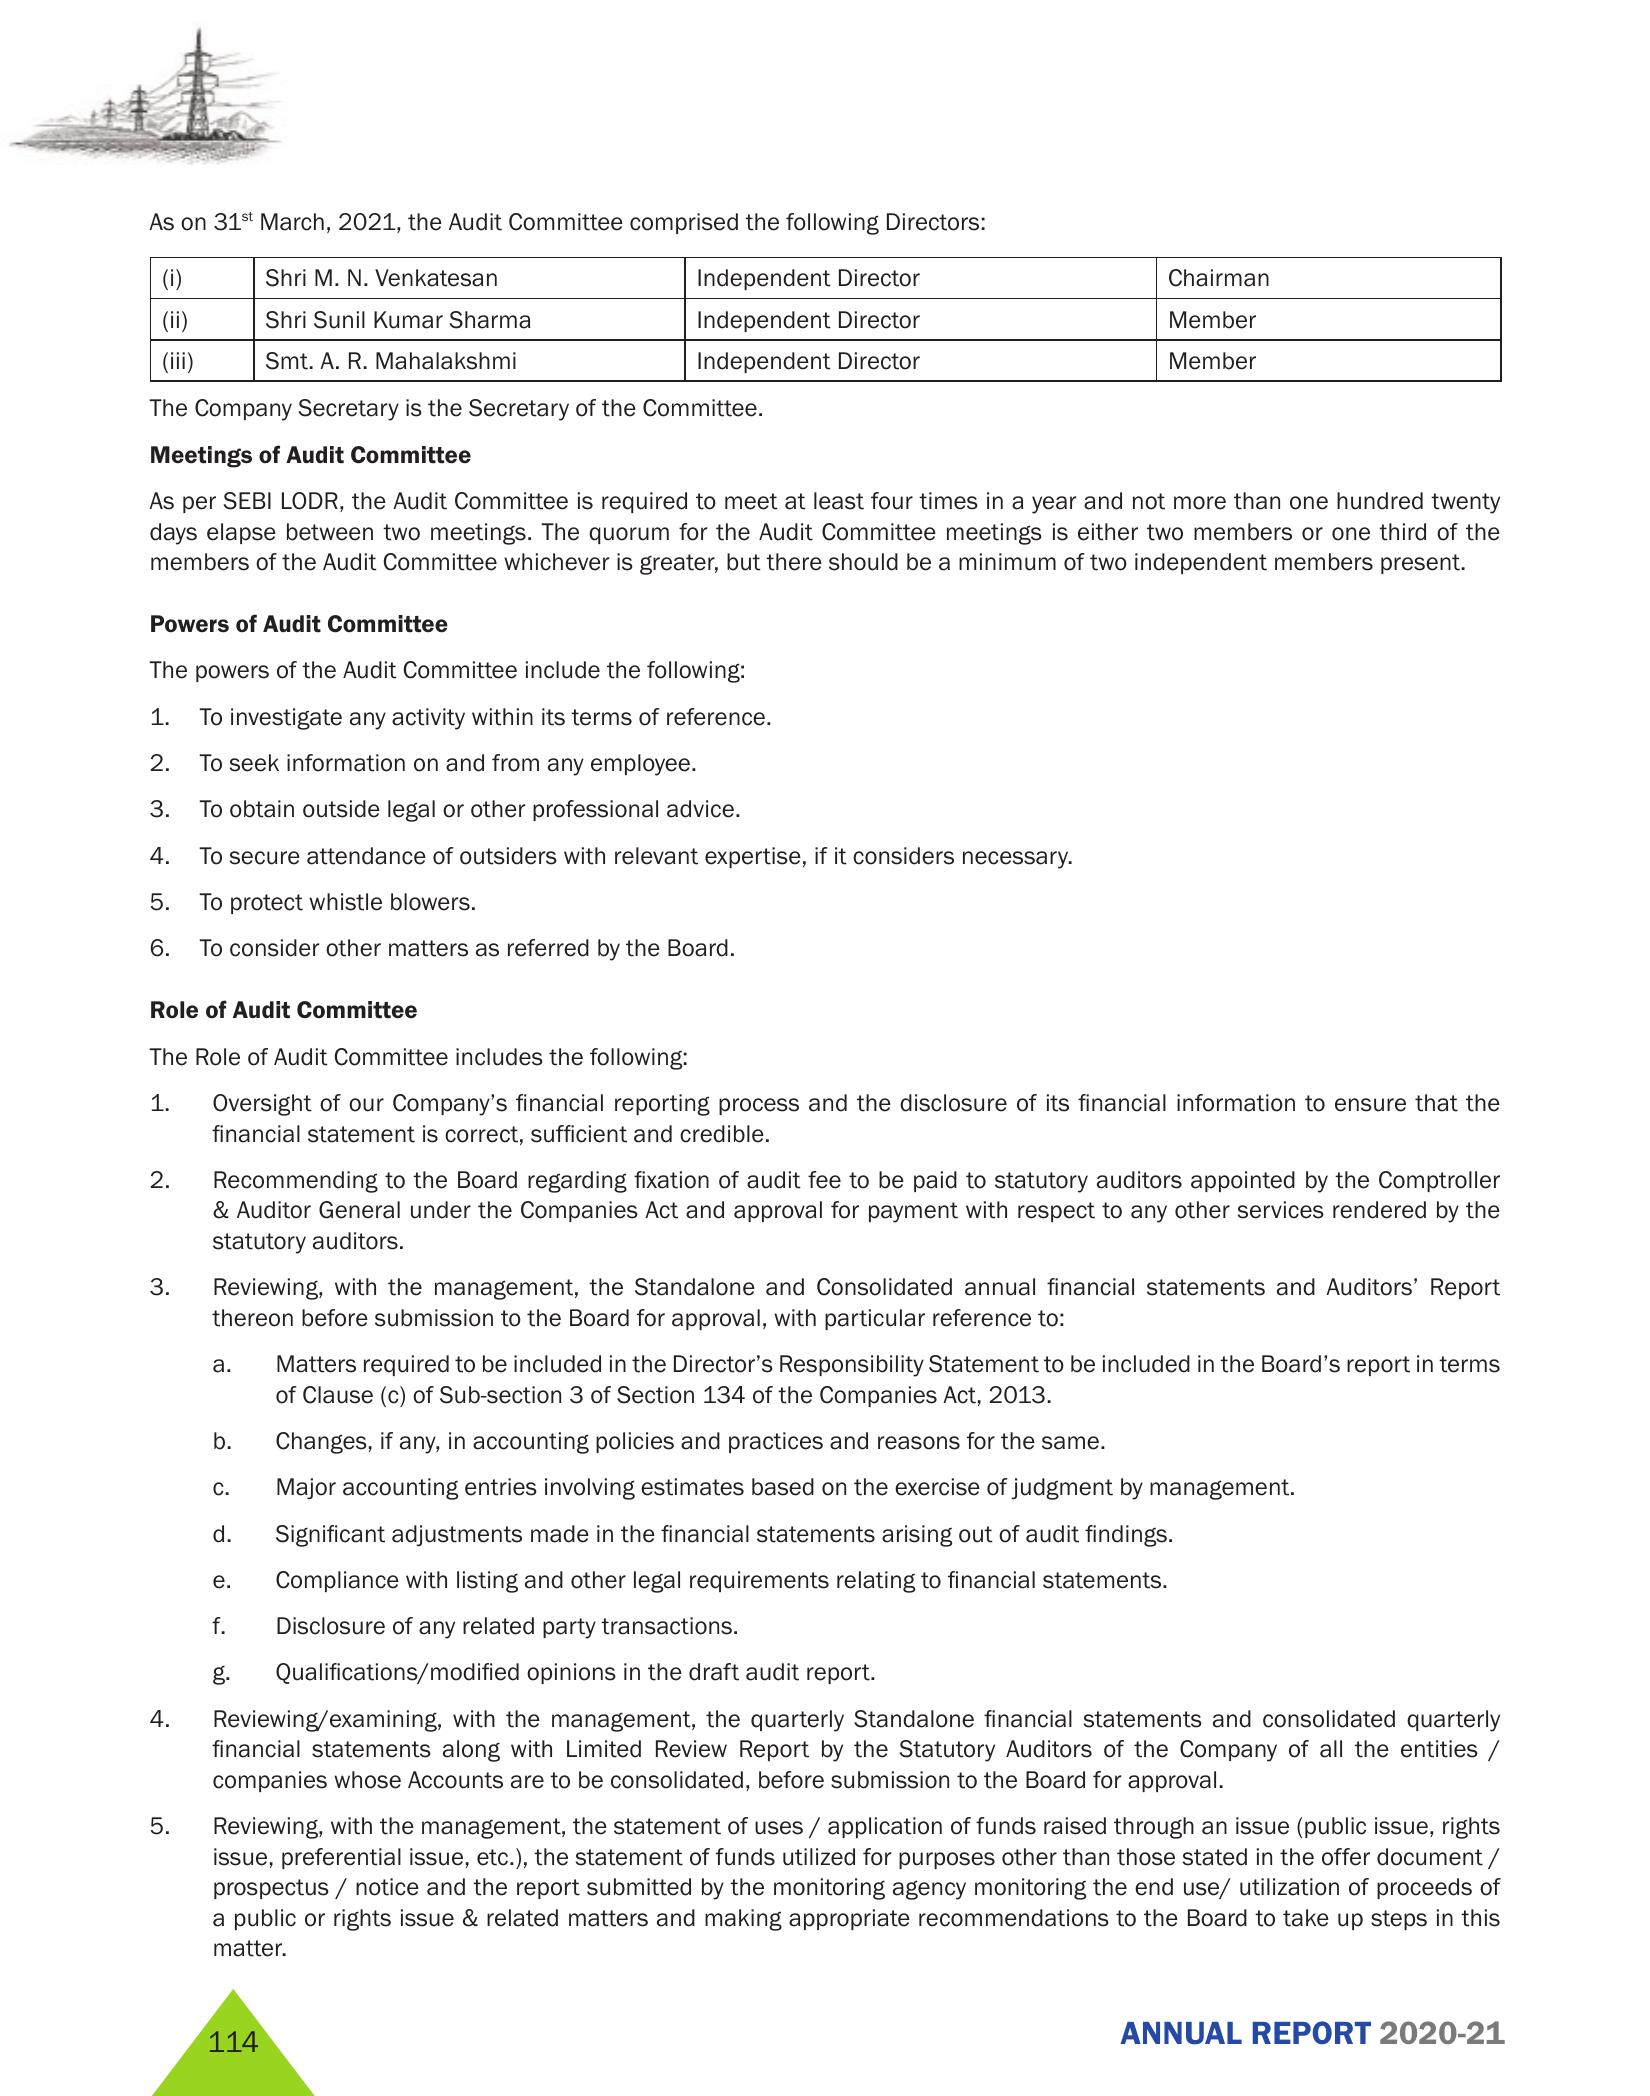 As on 31st March, 2021, the Audit Committee comprised the following Directors:
(i) Shri M. N. Venkatesan Independent Director Chairman
(ii) Shri Sunil Kumar Sharma Independent Director Member
(iii) Smt. A. R. Mahalakshmi Independent Director Member
The Company Secretary is the Secretary of the Committee.
Meetings of Audit Committee
As per SEBI LODR, the Audit Committee is required to meet at least four times in a year and not more than one hundred twenty
days elapse between two meetings. The quorum for the Audit Committee meetings is either two members or one third of the
members of the Audit Committee whichever is greater, but there should be a minimum of two independent members present.
Powers of Audit Committee
The powers of the Audit Committee include the following:
1. To investigate any activity within its terms of reference.
2. To seek information on and from any employee.
3. To obtain outside legal or other professional advice.
4. To secure attendance of outsiders with relevant expertise, if it considers necessary.
5. To protect whistle blowers.
6. To consider other matters as referred by the Board.
Role of Audit Committee
The Role of Audit Committee includes the following:
1. Oversight of our Company’s financial reporting process and the disclosure of its financial information to ensure that the
financial statement is correct, sufficient and credible.
2. Recommending to the Board regarding fixation of audit fee to be paid to statutory auditors appointed by the Comptroller
& Auditor General under the Companies Act and approval for payment with respect to any other services rendered by the
statutory auditors.
3. Reviewing, with the management, the Standalone and Consolidated annual financial statements and Auditors’ Report
thereon before submission to the Board for approval, with particular reference to:
a. Matters required to be included in the Director’s Responsibility Statement to be included in the Board’s report in terms
of Clause (c) of Sub-section 3 of Section 134 of the Companies Act, 2013.
b. Changes, if any, in accounting policies and practices and reasons for the same.
c. Major accounting entries involving estimates based on the exercise of judgment by management.
d. Significant adjustments made in the financial statements arising out of audit findings.
e. Compliance with listing and other legal requirements relating to financial statements.
f. Disclosure of any related party transactions.
g. Qualifications/modified opinions in the draft audit report.
4. Reviewing/examining, with the management, the quarterly Standalone financial statements and consolidated quarterly
financial statements along with Limited Review Report by the Statutory Auditors of the Company of all the entities /
companies whose Accounts are to be consolidated, before submission to the Board for approval.
5. Reviewing, with the management, the statement of uses / application of funds raised through an issue (public issue, rights
issue, preferential issue, etc.), the statement of funds utilized for purposes other than those stated in the offer document /
prospectus / notice and the report submitted by the monitoring agency monitoring the end use/ utilization of proceeds of
a public or rights issue & related matters and making appropriate recommendations to the Board to take up steps in this
matter.
114
ANNUAL REPORT 2020-21